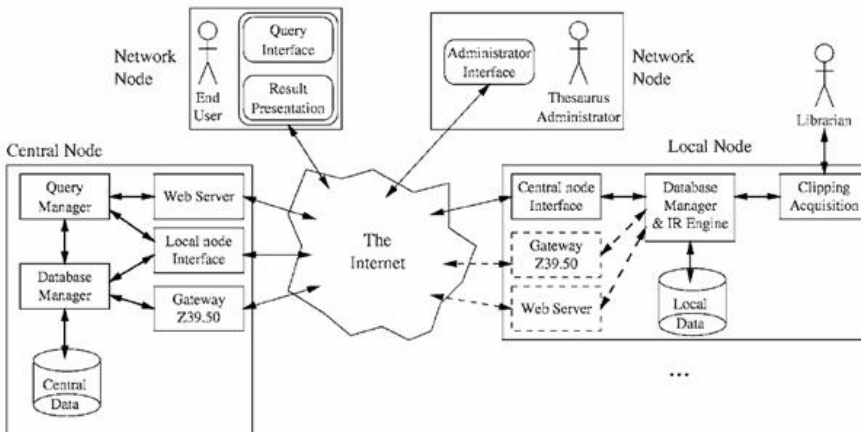 Network
Node
End
User
Query
Interface
Result
Presentation
Administrator
Interface
Thesaurus
Administrator
Network
Node
Librarian
Central Node
Query
Manager
Web Server
Local node
Interface
Database
Manager
Gateway
Z39.50
Central
Data
The
Internet
Local Node
Central node
Interface
Database
Manager
& IR Engine
Clipping
Acquisition
Gateway
Z39.50
Web Server
Local
Data
...